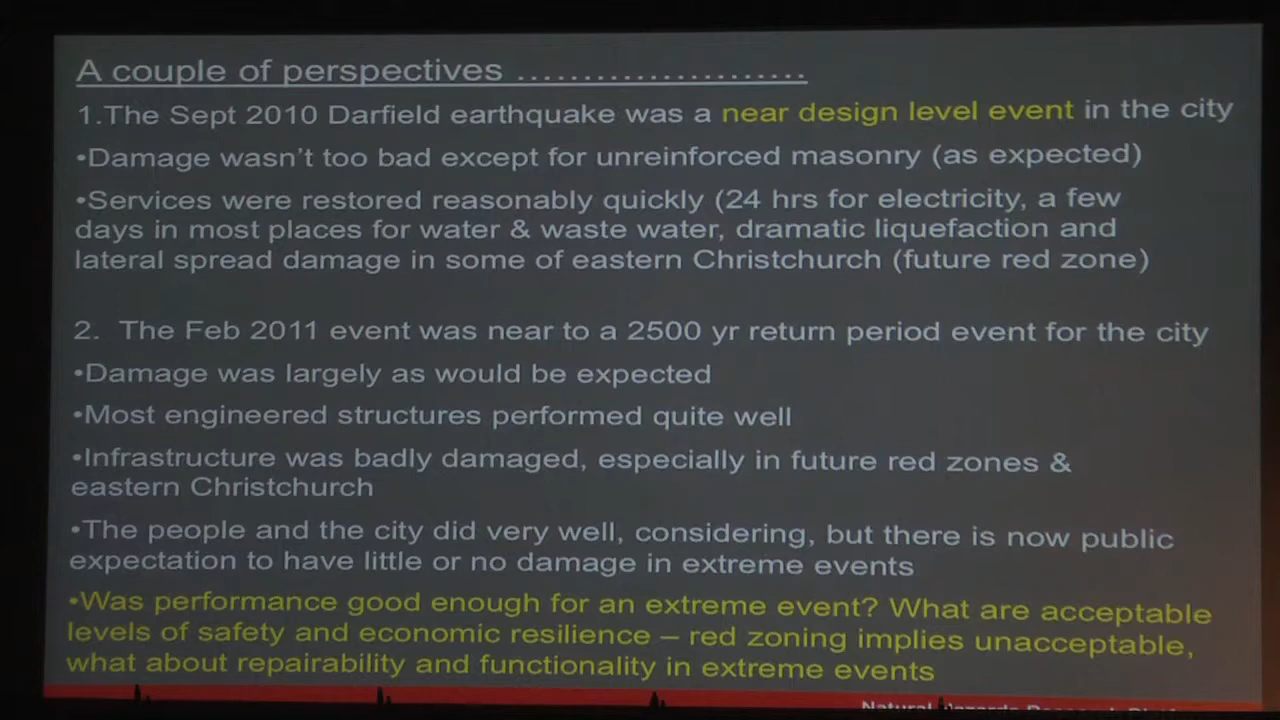 A couple of perspectives ......................
1.The Sept 2010 Darfield earthquake was a near design level event in the city
•Damage wasn't too bad except for unreinforced masonry (as expected)
•Services were restored reasonably quickly (24 hrs for electricity, a few
days in most places for water & waste water, dramatic liquefaction and
lateral spread damage in some of eastern Christchurch (future red zone)
2. The Feb 2011 event was near to a 2500 yr return period event for the city
•Damage was largely as would be expected
•Most engineered structures performed quite well
•Infrastructure was badly damaged, especially in future red zones &
eastern Christchurch
•The people and the city did very well, considering, but there is now public
expectation to have little or no damage in extreme events
•Was performance good enough for an extreme event? What are acceptable
levels of safety and economic resilience – red zoning implies unacceptable,
what about repairability and functionality in extreme events
Natural Hazards Research